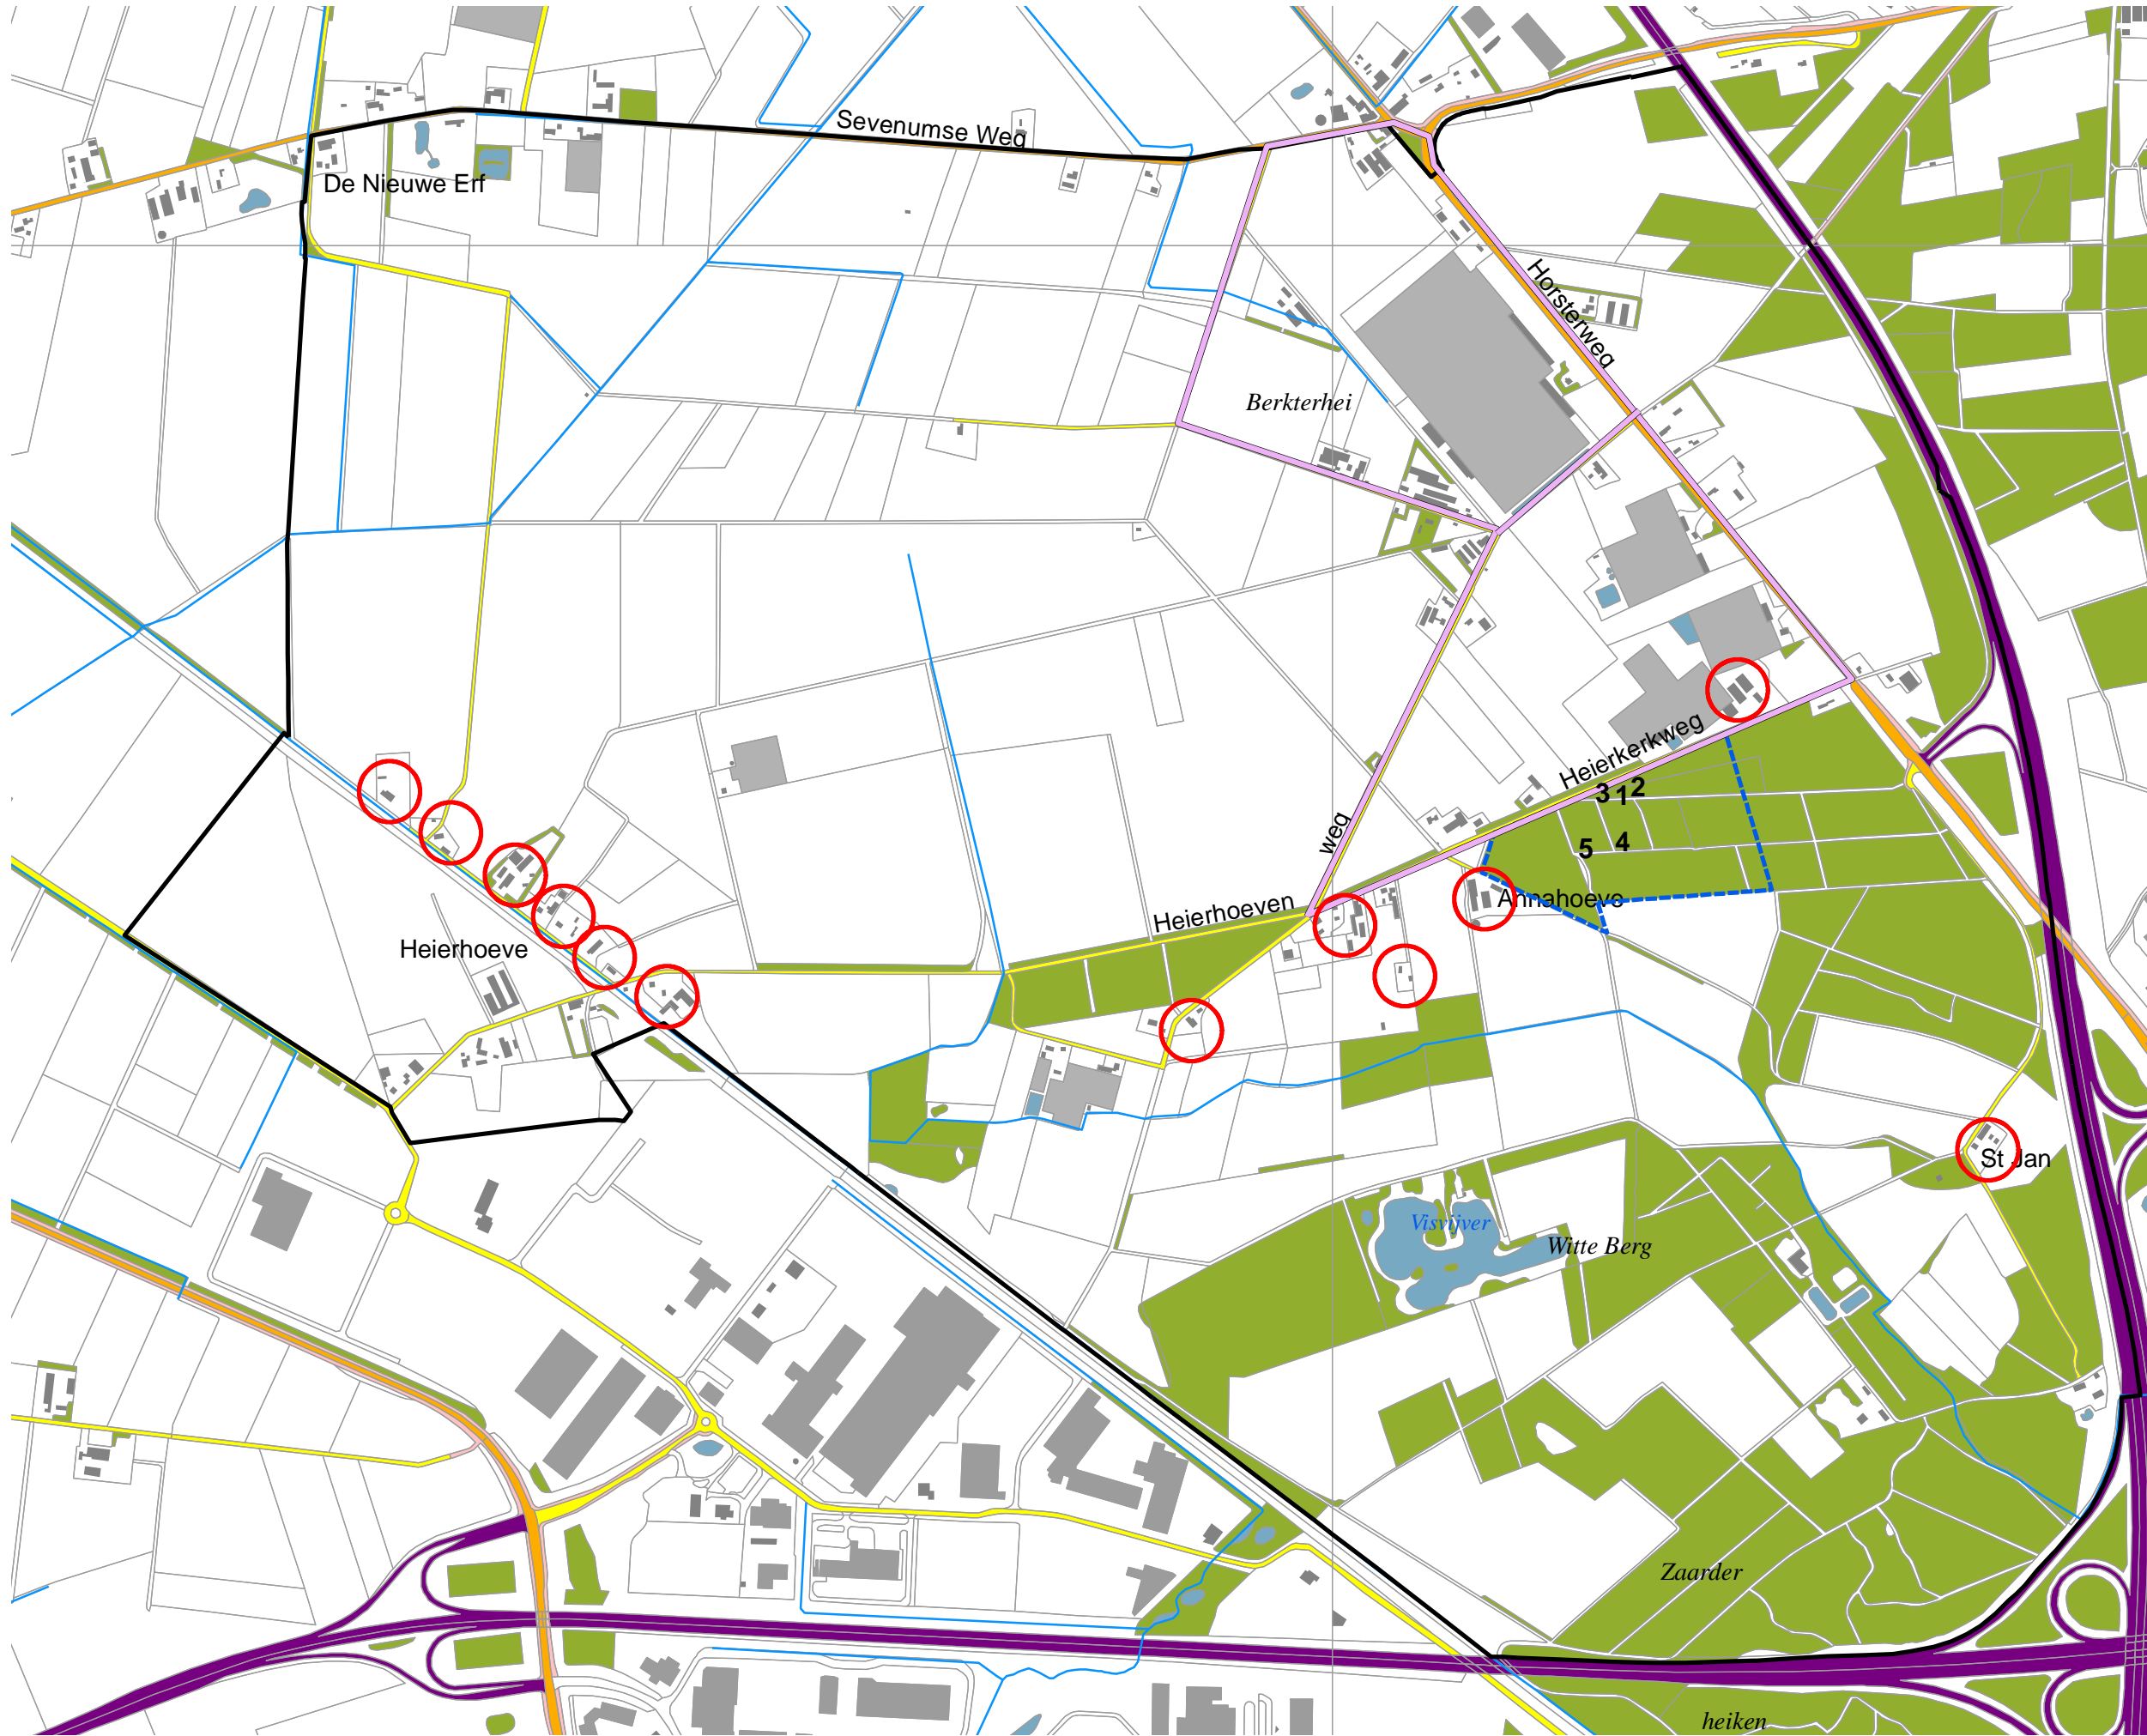 Sevenumse Weg
De Nieuwe Erf
Horsterweg
Berkterhei
Heierkerkweg
3 1 2
weg
5 4
Annahoeve
Heierhoeven
Heierhoeve
St Jan
Visvijver
Witte Berg
Zaarder
heiken